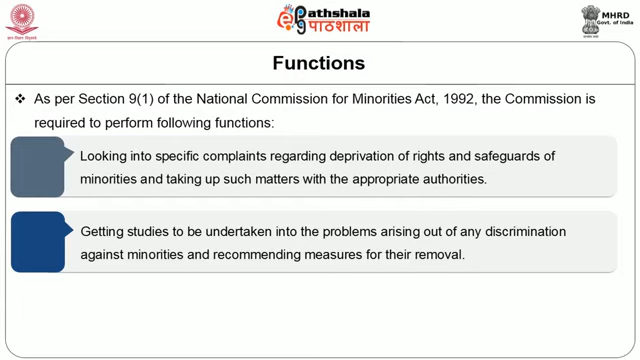 ePathshala
पाठशाला
MHRD
Govt. of India
Functions
❖ As per Section 9(1) of the National Commission for Minorities Act, 1992, the Commission is
required to perform following functions:
Looking into specific complaints regarding deprivation of rights and safeguards of
minorities and taking up such matters with the appropriate authorities.
Getting studies to be undertaken into the problems arising out of any discrimination
against minorities and recommending measures for their removal.